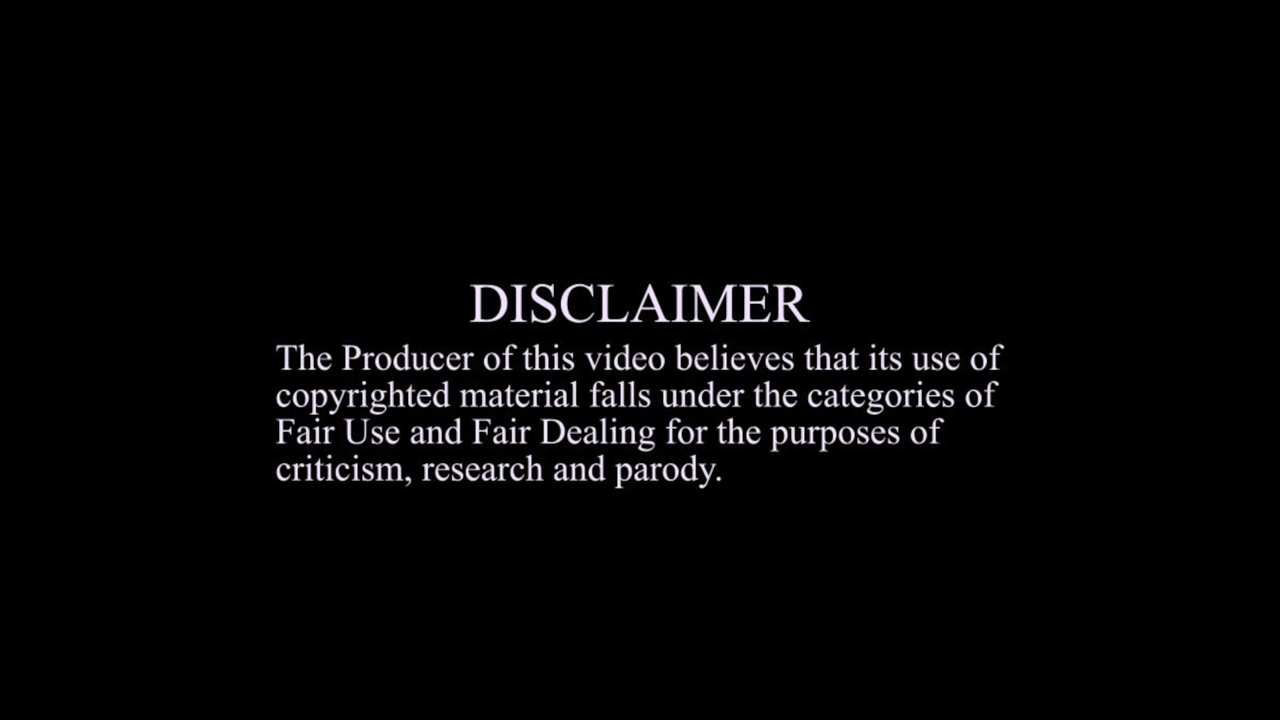 DISCLAIMER
The Producer of this video believes that its use of
copyrighted material falls under the categories of
Fair Use and Fair Dealing for the purposes of
criticism, research and parody.